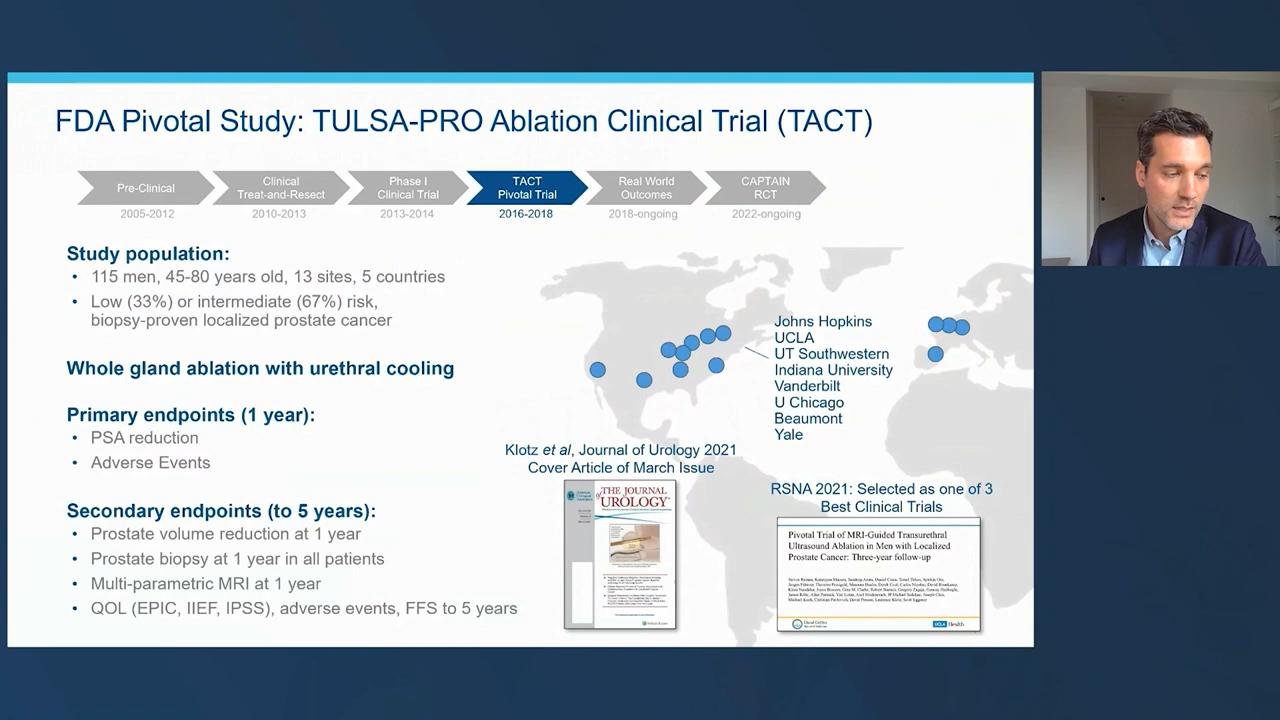 FDA Pivotal Study: TULSA-PRO Ablation Clinical Trial (TACT)
Pre-Clinical
2005-2012
Clinical
Treat-and-Resect
2010-2013
Phase I
Clinical Trial
2013-2014
TACT
Pivotal Trial
2016-2018
Real World
Outcomes
2018-ongoing
CAPTAIN
RCT
2022-ongoing
Study population:
• 115 men, 45-80 years old, 13 sites, 5 countries
• Low (33%) or intermediate (67%) risk,
biopsy-proven localized prostate cancer
Whole gland ablation with urethral cooling
Primary endpoints (1 year):
• PSA reduction
• Adverse Events
Secondary endpoints (to 5 years):
• Prostate volume reduction at 1 year
• Prostate biopsy at 1 year in all patients
• Multi-parametric MRI at 1 year
• QOL (EPIC, IIEF, IPSS), adverse events, FFS to 5 years
Johns Hopkins
UCLA
UT Southwestern
Indiana University
Vanderbilt
U Chicago
Beaumont
Yale
Klotz et al, Journal of Urology 2021
Cover Article of March Issue
THE JOURNAL
of UROLOGY
RSNA 2021: Selected as one of 3
Best Clinical Trials
Pivotal Trial of MRI-Guided Transurethral
Ultrasound Ablation in Men with Localized
Prostate Cancer: Three-year follow-up
UCLA Health